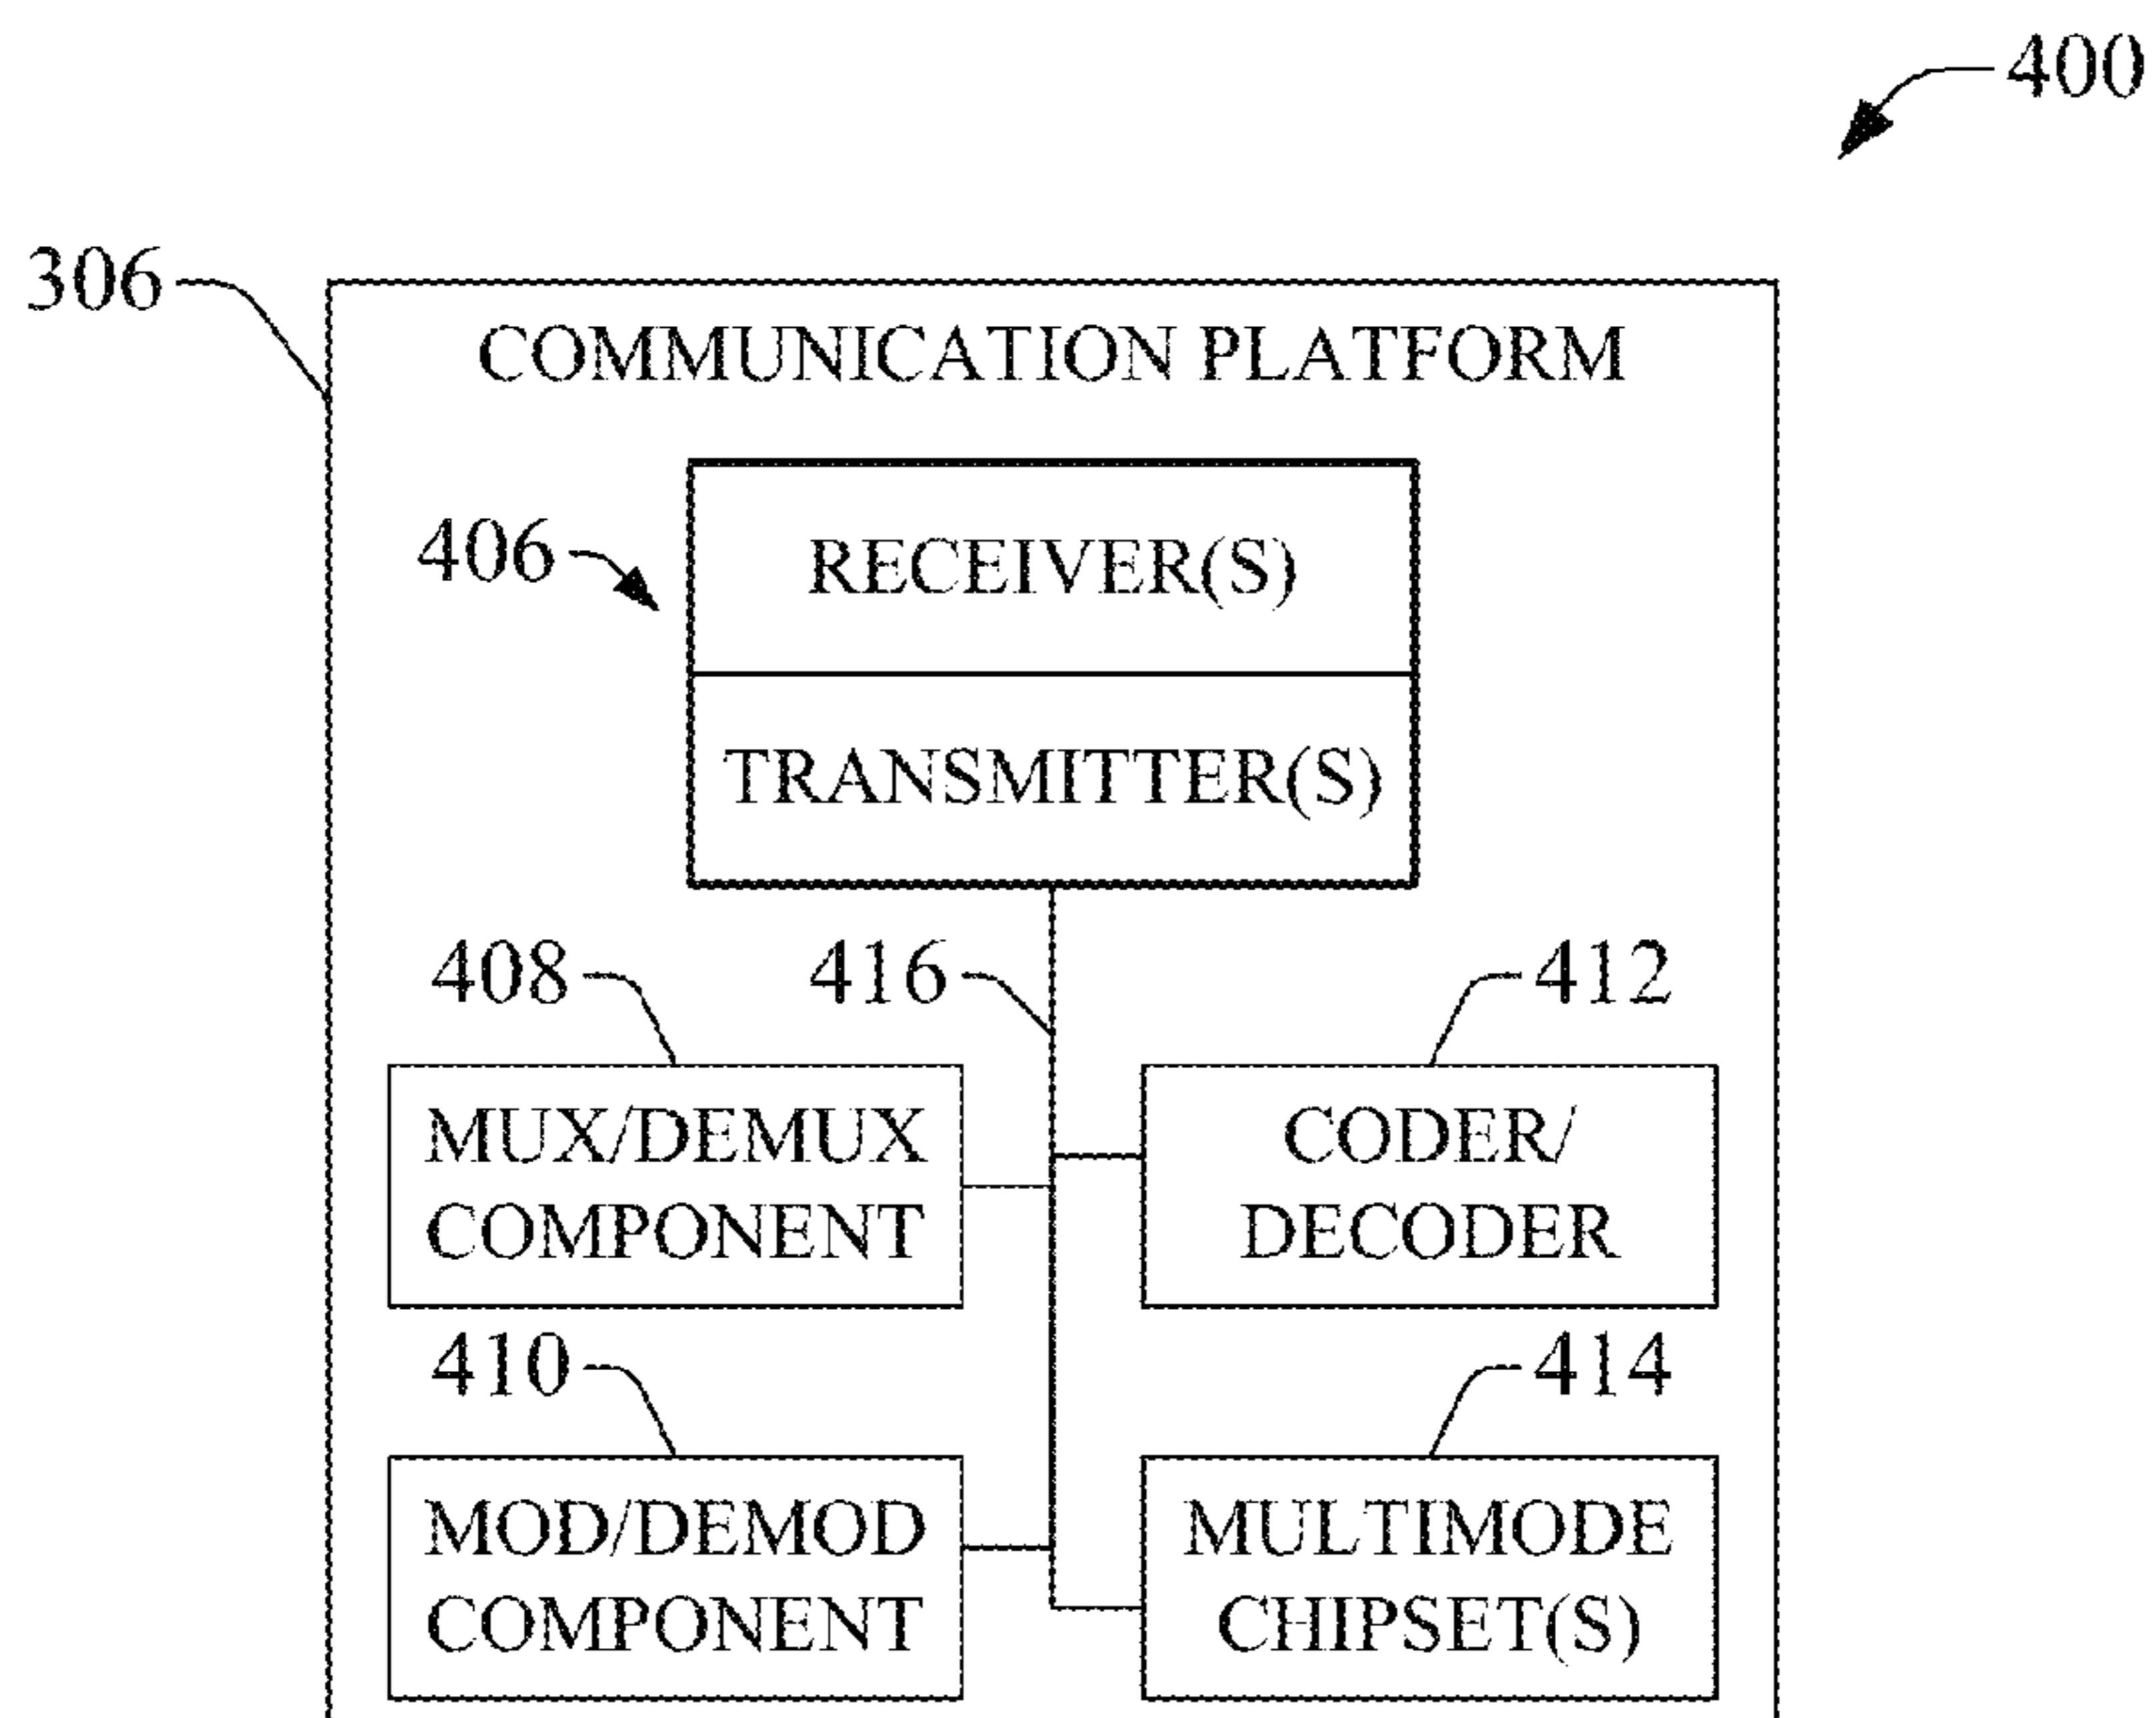 400
306
COMMUNICATION PLATFORM
406
RECEIVER(S)
TRANSMITTER(S)
408
416
412
MUX/DEMUX
COMPONENT
CODER/
DECODER
410
414
MOD/DEMOD
COMPONENT
MULTIMODE
CHIPSET(S)